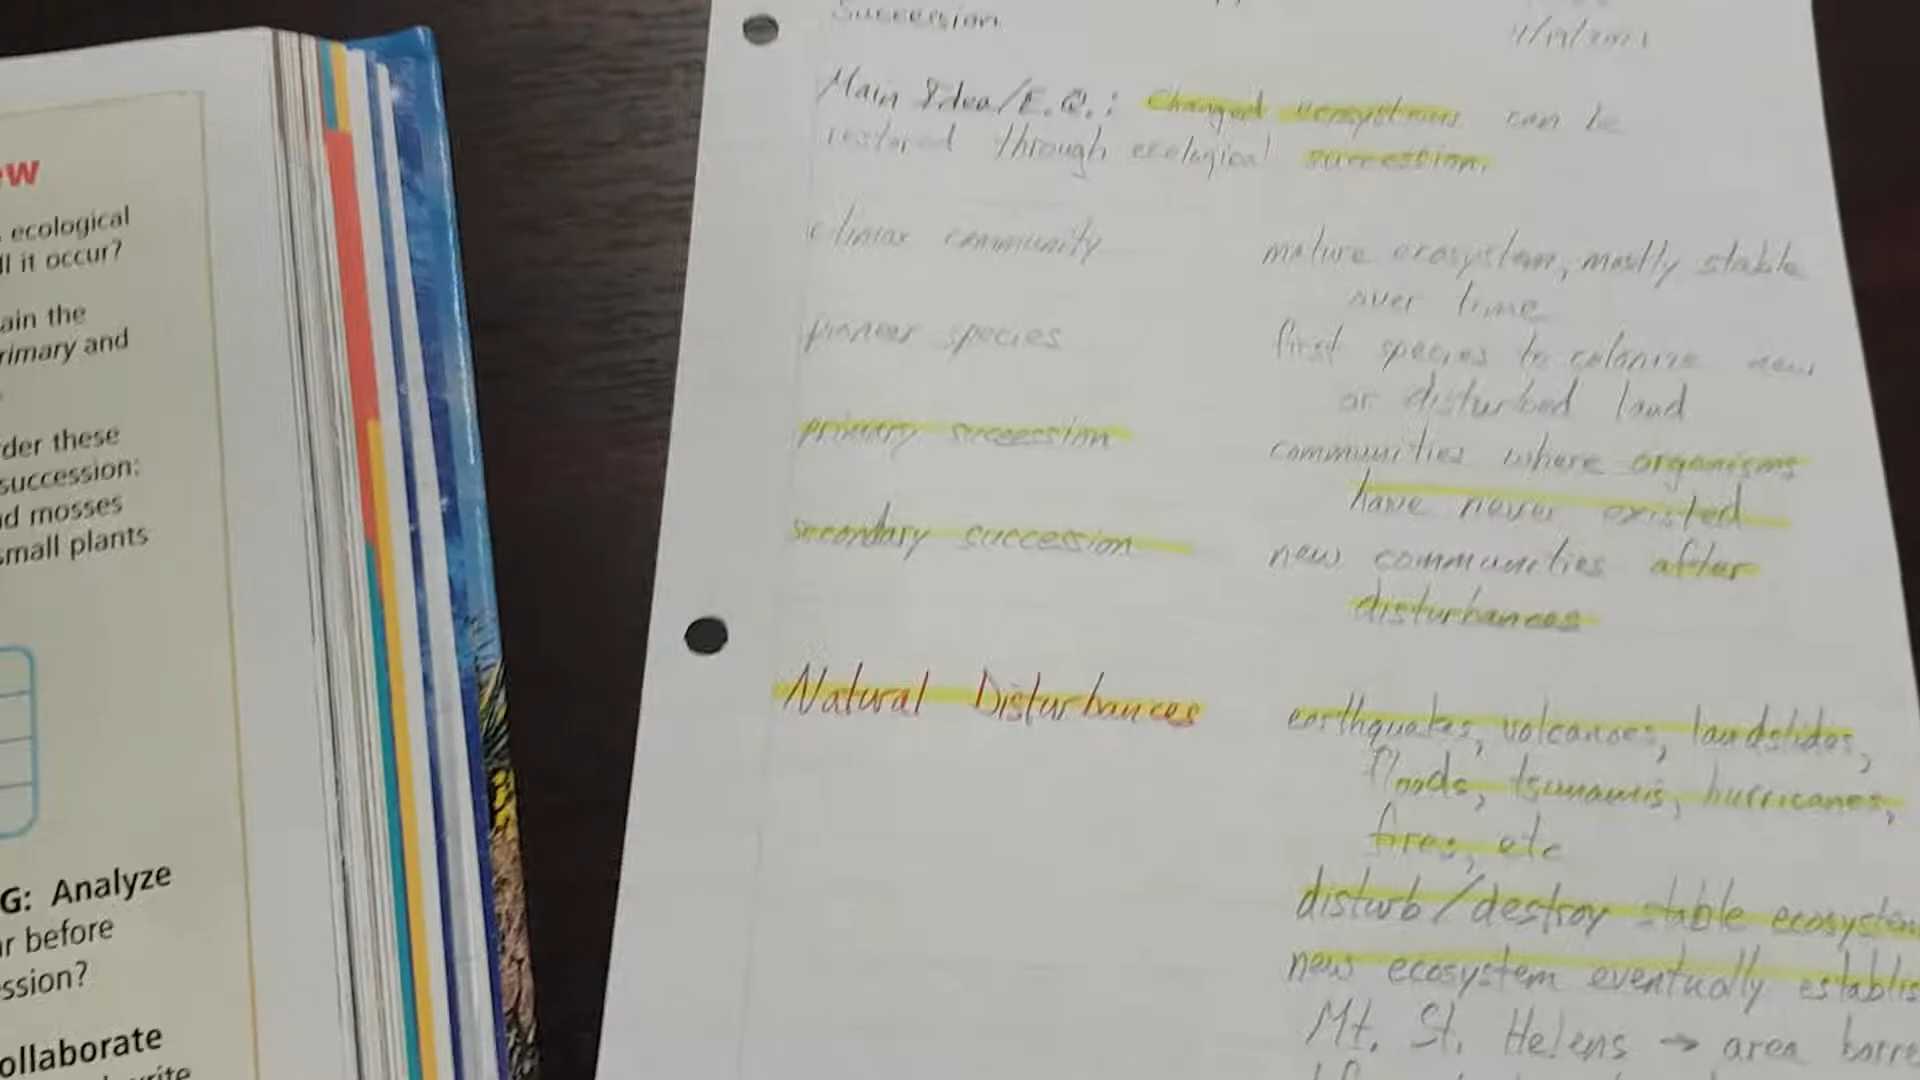 ew
ecological
ll it occur?
ain the
rimary and
der these
succession:
nd mosses
small plants
G: Analyze
ur before
ssion?
ollaborate
write
Succession
Main Idea/E.Q.: Changed ecosystems can be
restored through ecological succession.
climax community
mature ecosystem, mostly stable
over time
pioneer species
first species to colonize new
or disturbed land
primary succession
communities where organisms
have never existed
secondary succession
new communities after
disturbances
Natural Disturbances
earthquakes, volcanoes, landslides,
floods, tsunamis, hurricanes,
fires, etc
disturb/destroy stable ecosystem
new ecosystem eventually establis
Mt. St. Helens → area barre